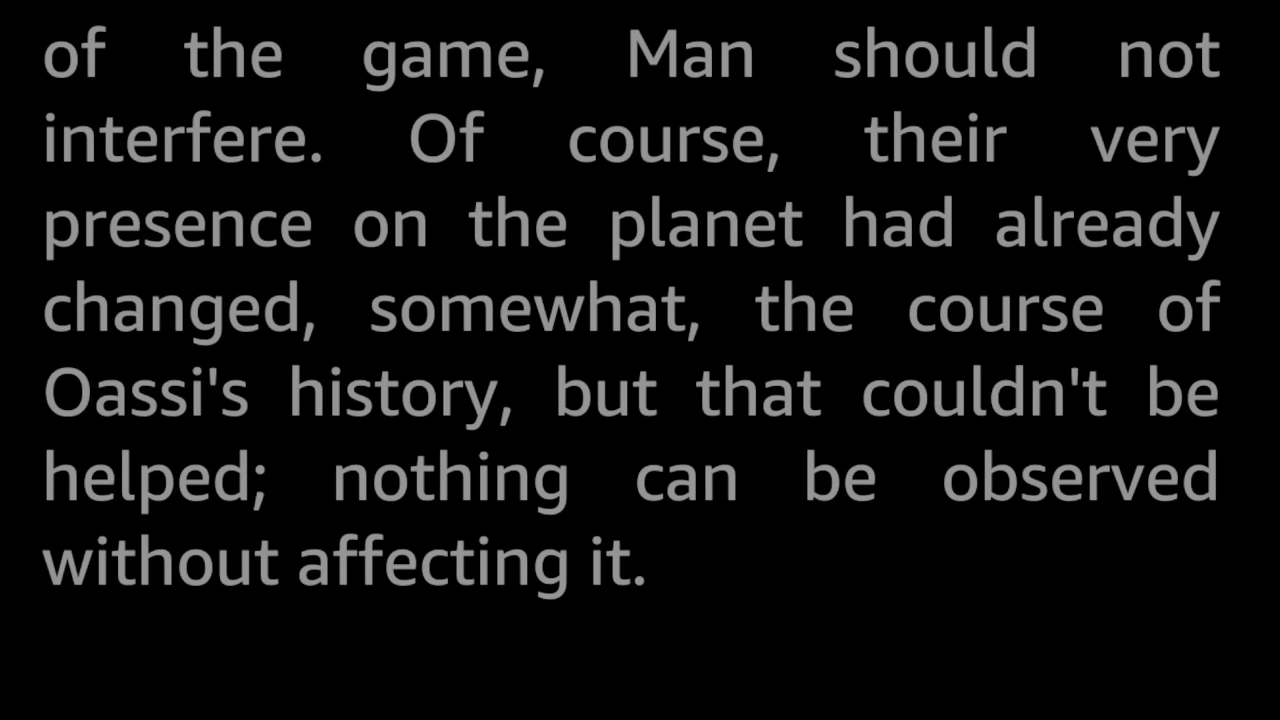 of the game, Man should not
interfere. Of course, their very
presence on the planet had already
changed, somewhat, the course of
Oassi's history, but that couldn't be
helped; nothing can be observed
without affecting it.